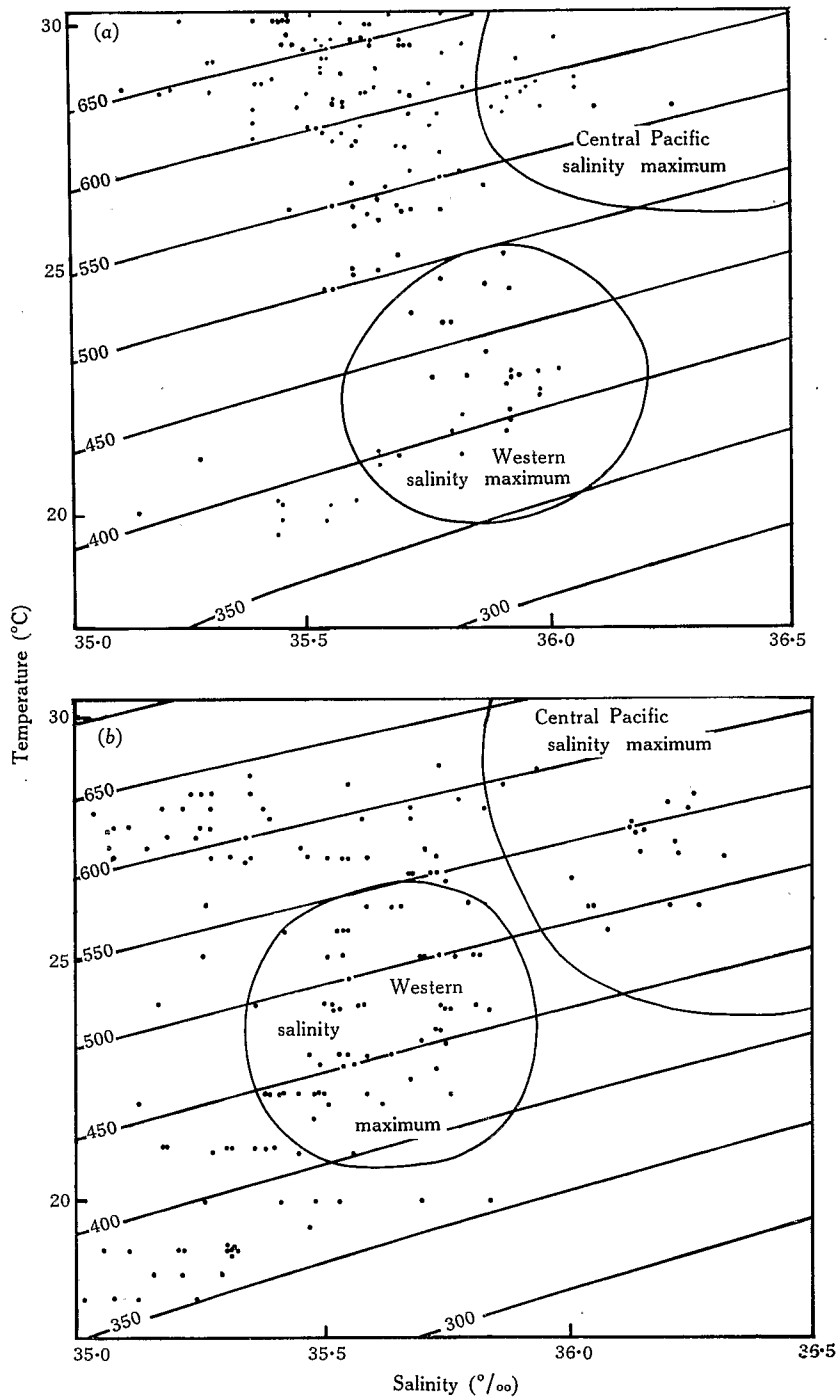 30
(a)
650
Central Pacific
salinity maximum
600
550
25
500
450
Western
salinity maximum
20
400
350
300
35·0
35·5
36·0
36·5
Temperature (°C)
30
(b)
Central Pacific
salinity maximum
650
600
550
25
Western
500
salinity
450
maximum
20
400
350
300
35·0
35·5
36·0
36·5
Salinity (°/oo)